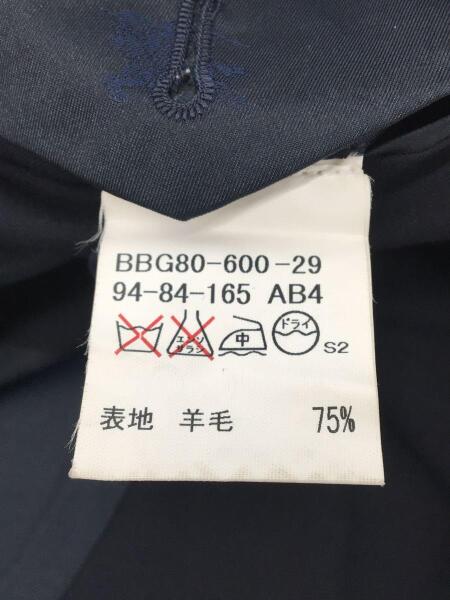 BBG80-600-29
94-84-165 AB4
エンソ
サラシ
中
ドライ
S2
表地 羊毛 75%